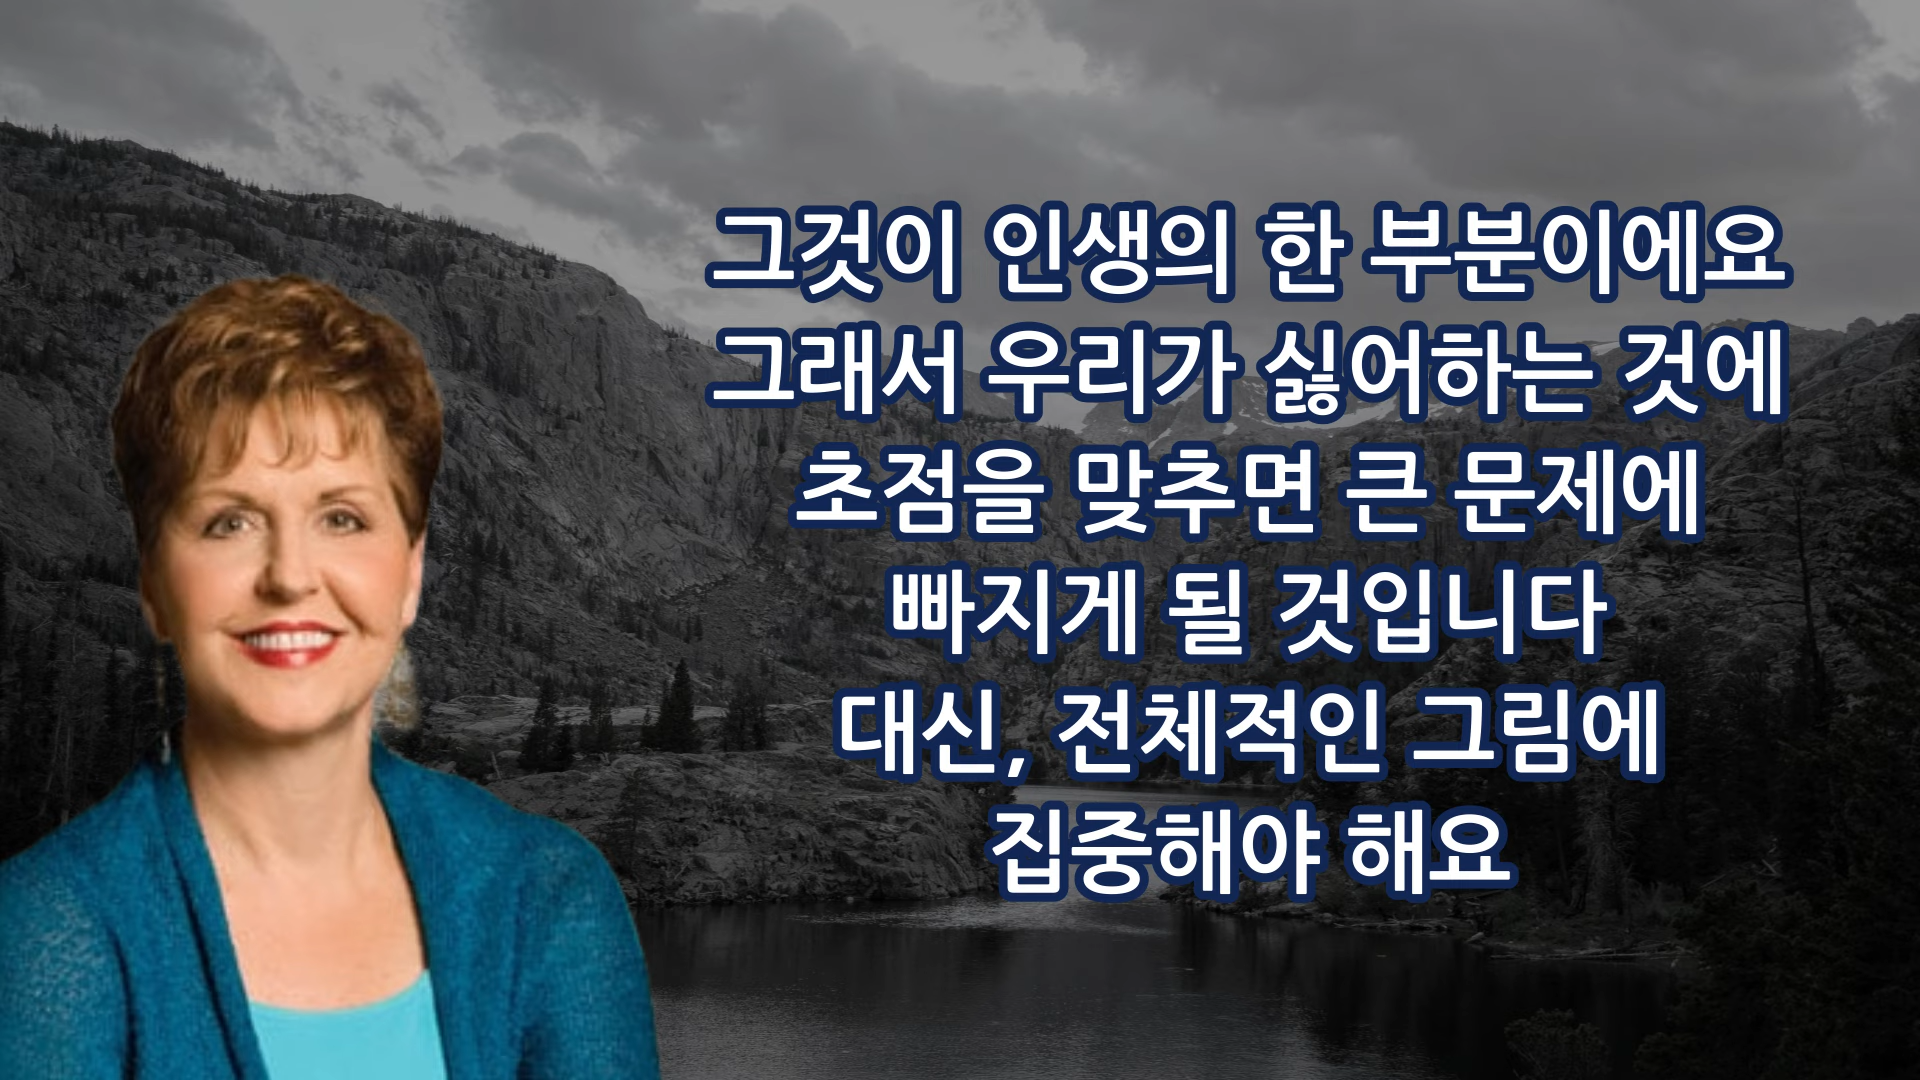 그것이 인생의 한 부분이에요
그래서 우리가 싫어하는 것에
초점을 맞추면 큰 문제에
빠지게 될 것입니다
대신, 전체적인 그림에
집중해야 해요